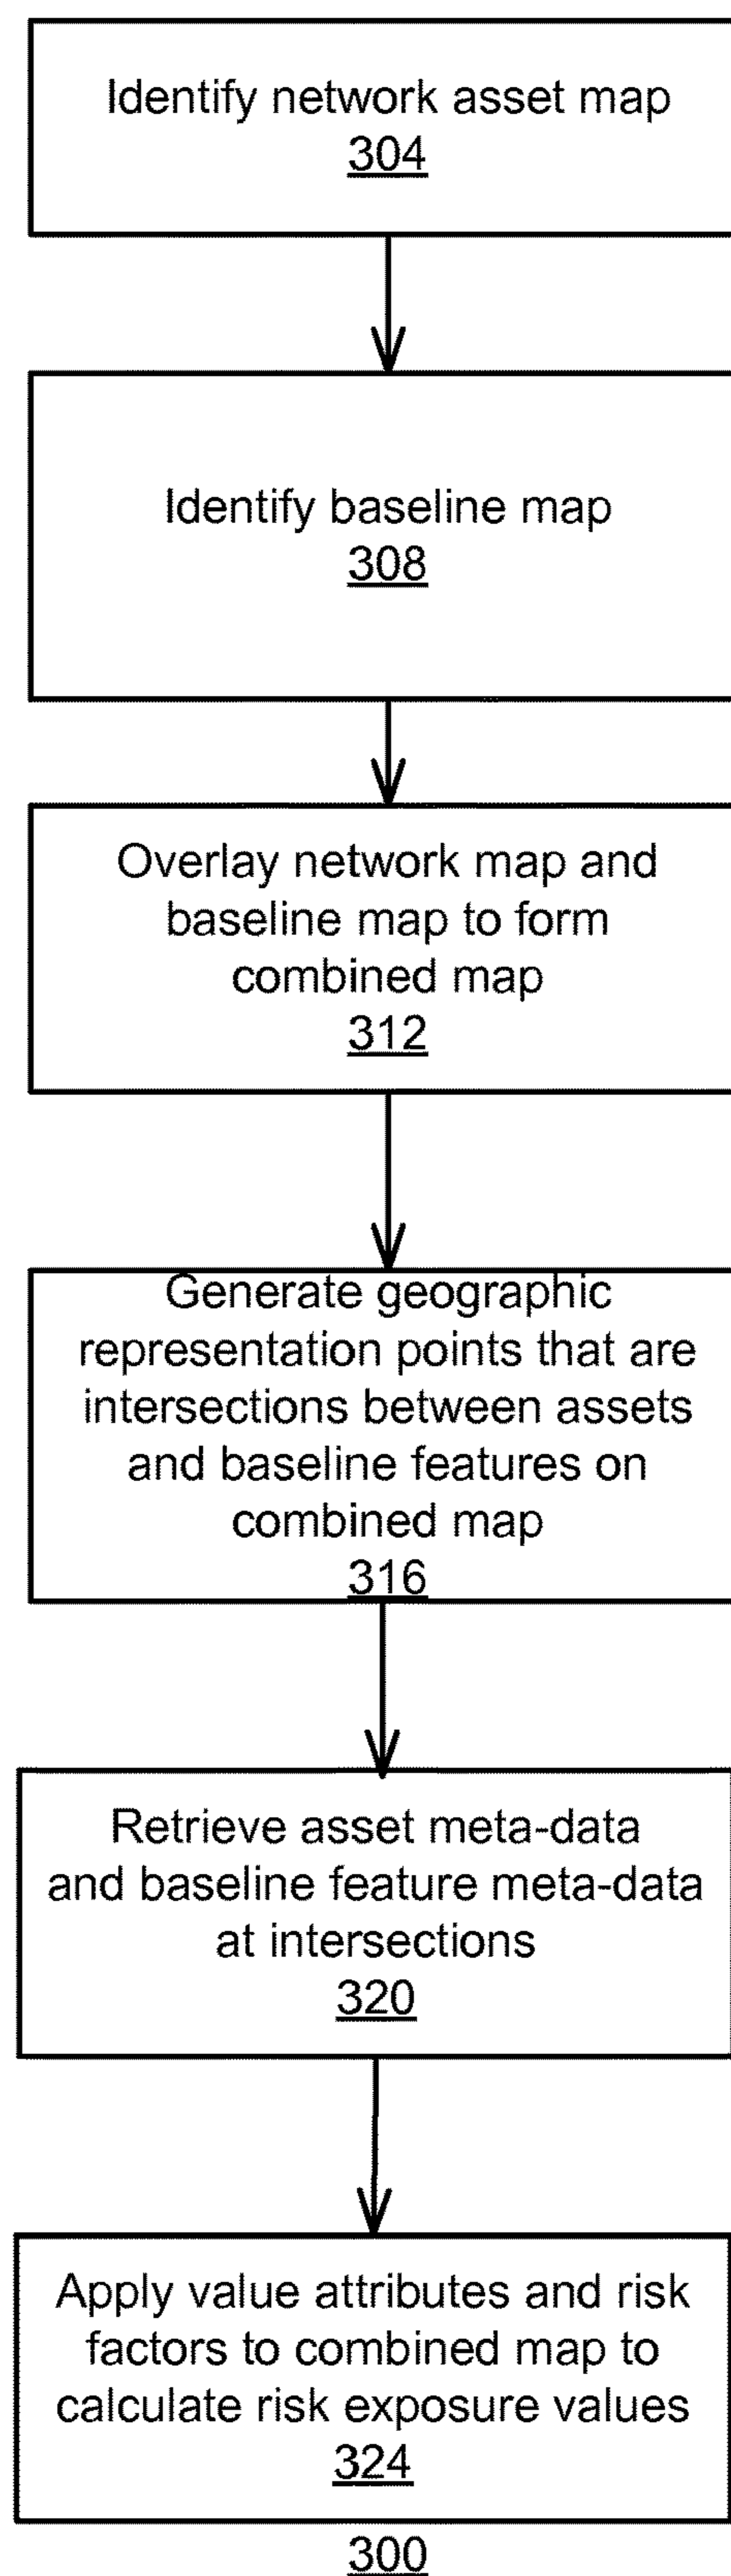 Identify network asset map
304
Identify baseline map
308
Overlay network map and
baseline map to form
combined map
312
Generate geographic
representation points that are
intersections between assets
and baseline features on
combined map
316
Retrieve asset meta-data
and baseline feature meta-data
at intersections
320
Apply value attributes and risk
factors to combined map to
calculate risk exposure values
324
300